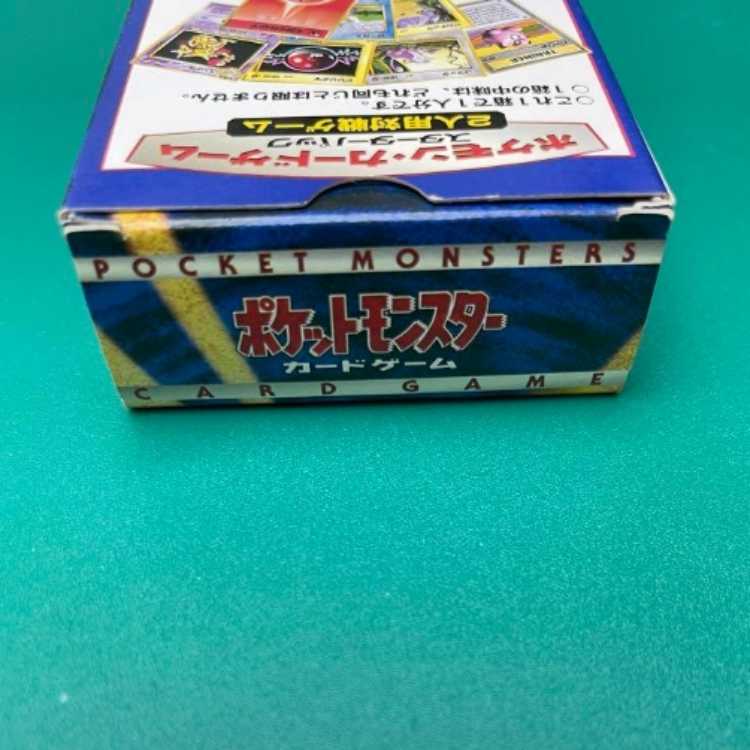 ポケモン・カードゲーム
スターターパック
2人用対戦ゲーム
○これ1箱で1人分です。
○1箱の中味は、どれも同じとは限りません。
TRAINER
POCKET MONSTERS
ポケットモンスター
カードゲーム
CARD GAME